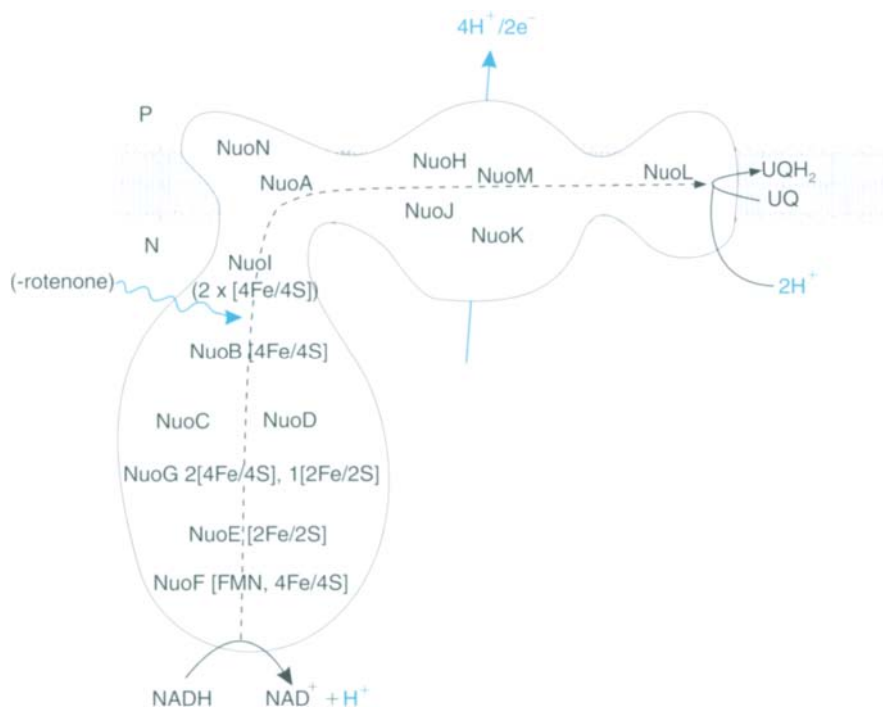 4H+/2e-
P
NuoN
NuoA
NuoH
NuoM
NuoL
UQH2
UQ
NuoJ
NuoK
N
NuoI
(2 x [4Fe/4S])
(-rotenone)
2H+
NuoB [4Fe/4S]
NuoC
NuoD
NuoG 2[4Fe/4S], 1[2Fe/2S]
NuoE [2Fe/2S]
NuoF [FMN, 4Fe/4S]
NADH
NAD+ + H+